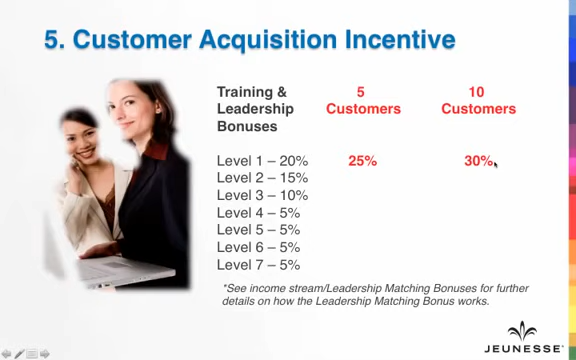 5. Customer Acquisition Incentive
Training & Leadership Bonuses
5 Customers
10 Customers
Level 1 – 20% 25% 30%
Level 2 – 15%
Level 3 – 10%
Level 4 – 5%
Level 5 – 5%
Level 6 – 5%
Level 7 – 5%
*See income stream/Leadership Matching Bonuses for further
details on how the Leadership Matching Bonus works.
JEUNESSE